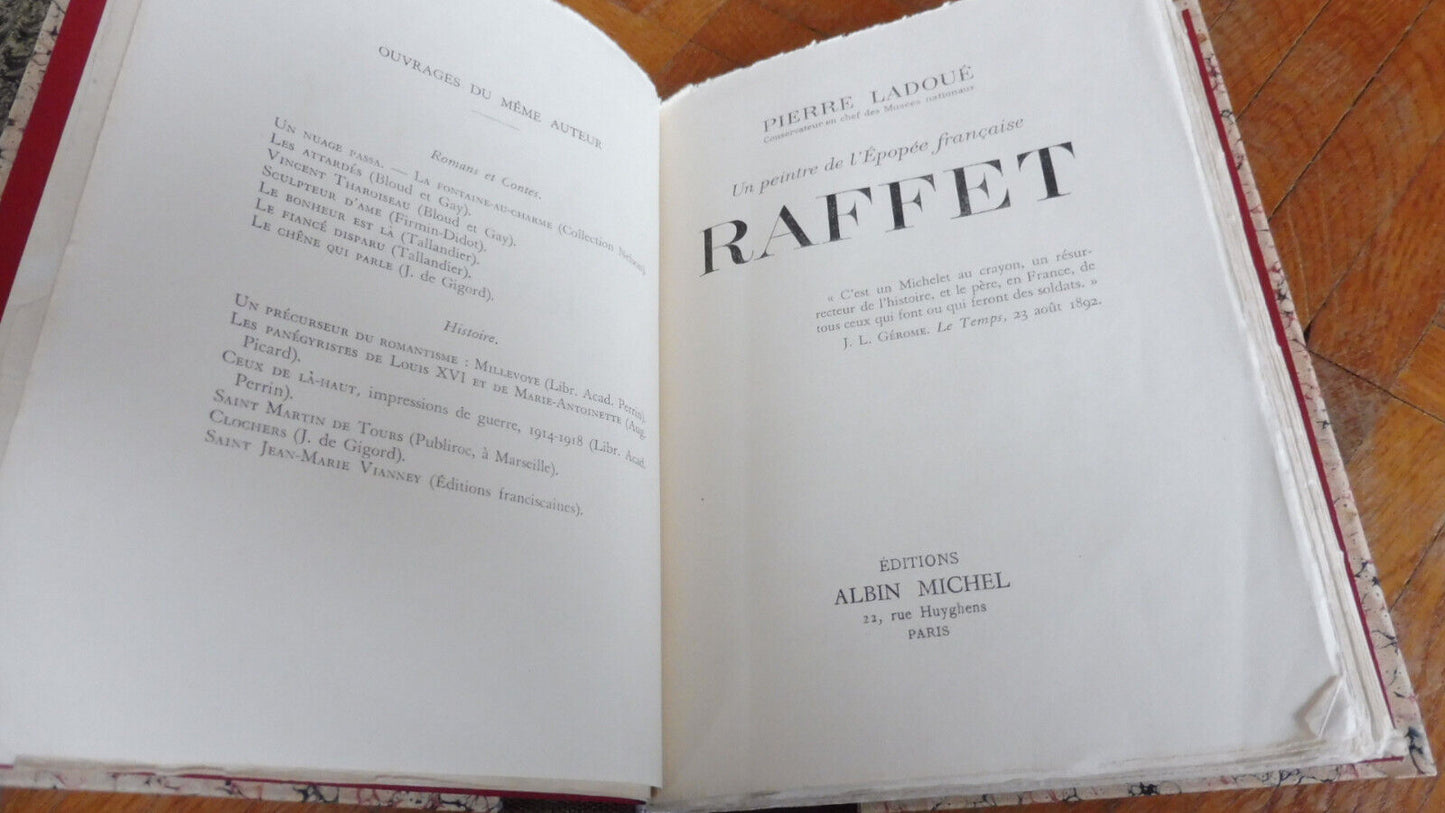 OUVRAGES DU MÊME AUTEUR
Romans et Contes.
UN NUAGE PASSA. — LA FONTAINE-AU-CHARME (Collection Nelson).
LES ATTARDÉS (Bloud et Gay).
VINCENT THAROISEAU (Bloud et Gay).
SCULPTEUR D'AME (Firmin-Didot).
LE BONHEUR EST LÀ (Tallandier).
LE FIANCÉ DISPARU (Tallandier).
LE CHÊNE QUI PARLE (J. de Gigord).
Histoire.
UN PRÉCURSEUR DU ROMANTISME : MILLEVOYE (Libr. Acad. Perrin).
LES PANÉGYRISTES DE LOUIS XVI ET DE MARIE-ANTOINETTE (Aug.
Picard).
CEUX DE LÀ-HAUT, impressions de guerre, 1914-1918 (Libr. Acad.
Perrin).
SAINT MARTIN DE TOURS (Publiroc, à Marseille).
CLOCHERS (J. de Gigord).
SAINT JEAN-MARIE VIANNEY (Éditions franciscaines).
PIERRE LADOUÉ
Conservateur en chef des Musées nationaux
Un peintre de l'Épopée française
RAFFET
« C'est un Michelet au crayon, un résur-
recteur de l'histoire, et le père, en France, de
tous ceux qui font ou qui feront des soldats. »
J. L. GÉROME. Le Temps, 23 août 1892.
ÉDITIONS
ALBIN MICHEL
22, rue Huyghens
PARIS